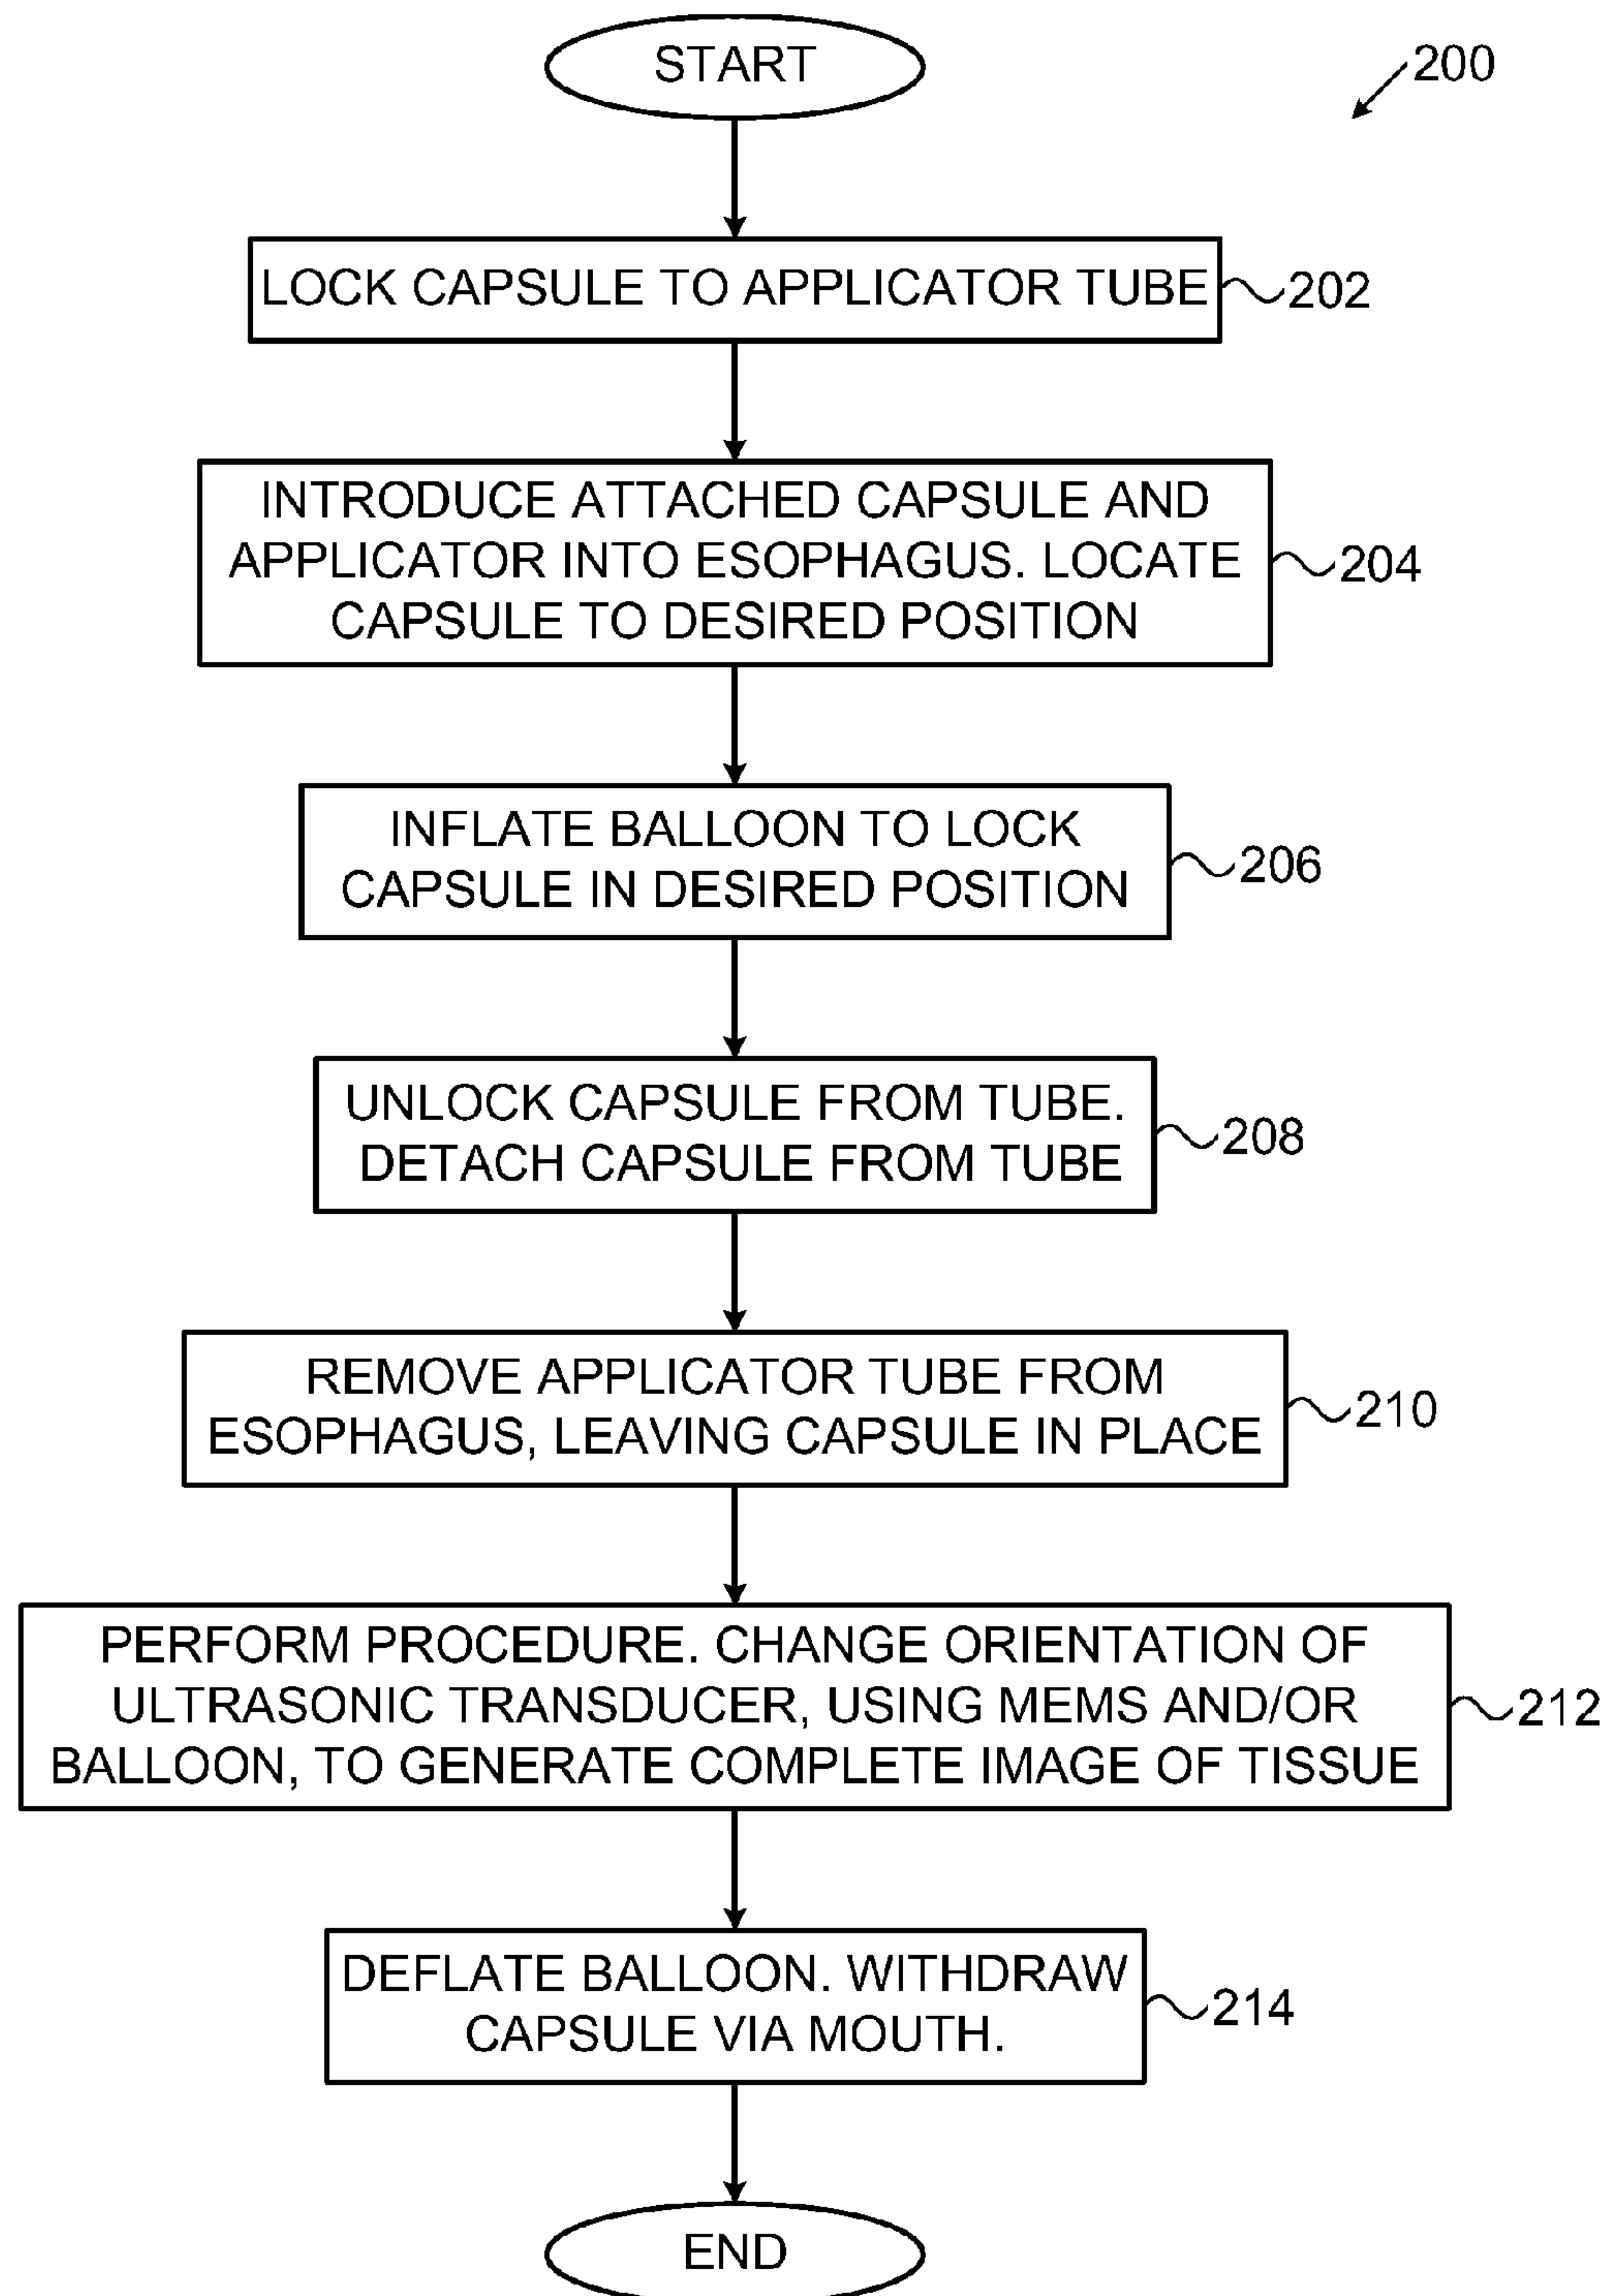 START
200
LOCK CAPSULE TO APPLICATOR TUBE
202
INTRODUCE ATTACHED CAPSULE AND
APPLICATOR INTO ESOPHAGUS. LOCATE
CAPSULE TO DESIRED POSITION
204
INFLATE BALLOON TO LOCK
CAPSULE IN DESIRED POSITION
206
UNLOCK CAPSULE FROM TUBE.
DETACH CAPSULE FROM TUBE
208
REMOVE APPLICATOR TUBE FROM
ESOPHAGUS, LEAVING CAPSULE IN PLACE
210
PERFORM PROCEDURE. CHANGE ORIENTATION OF
ULTRASONIC TRANSDUCER, USING MEMS AND/OR
BALLOON, TO GENERATE COMPLETE IMAGE OF TISSUE
212
DEFLATE BALLOON. WITHDRAW
CAPSULE VIA MOUTH.
214
END